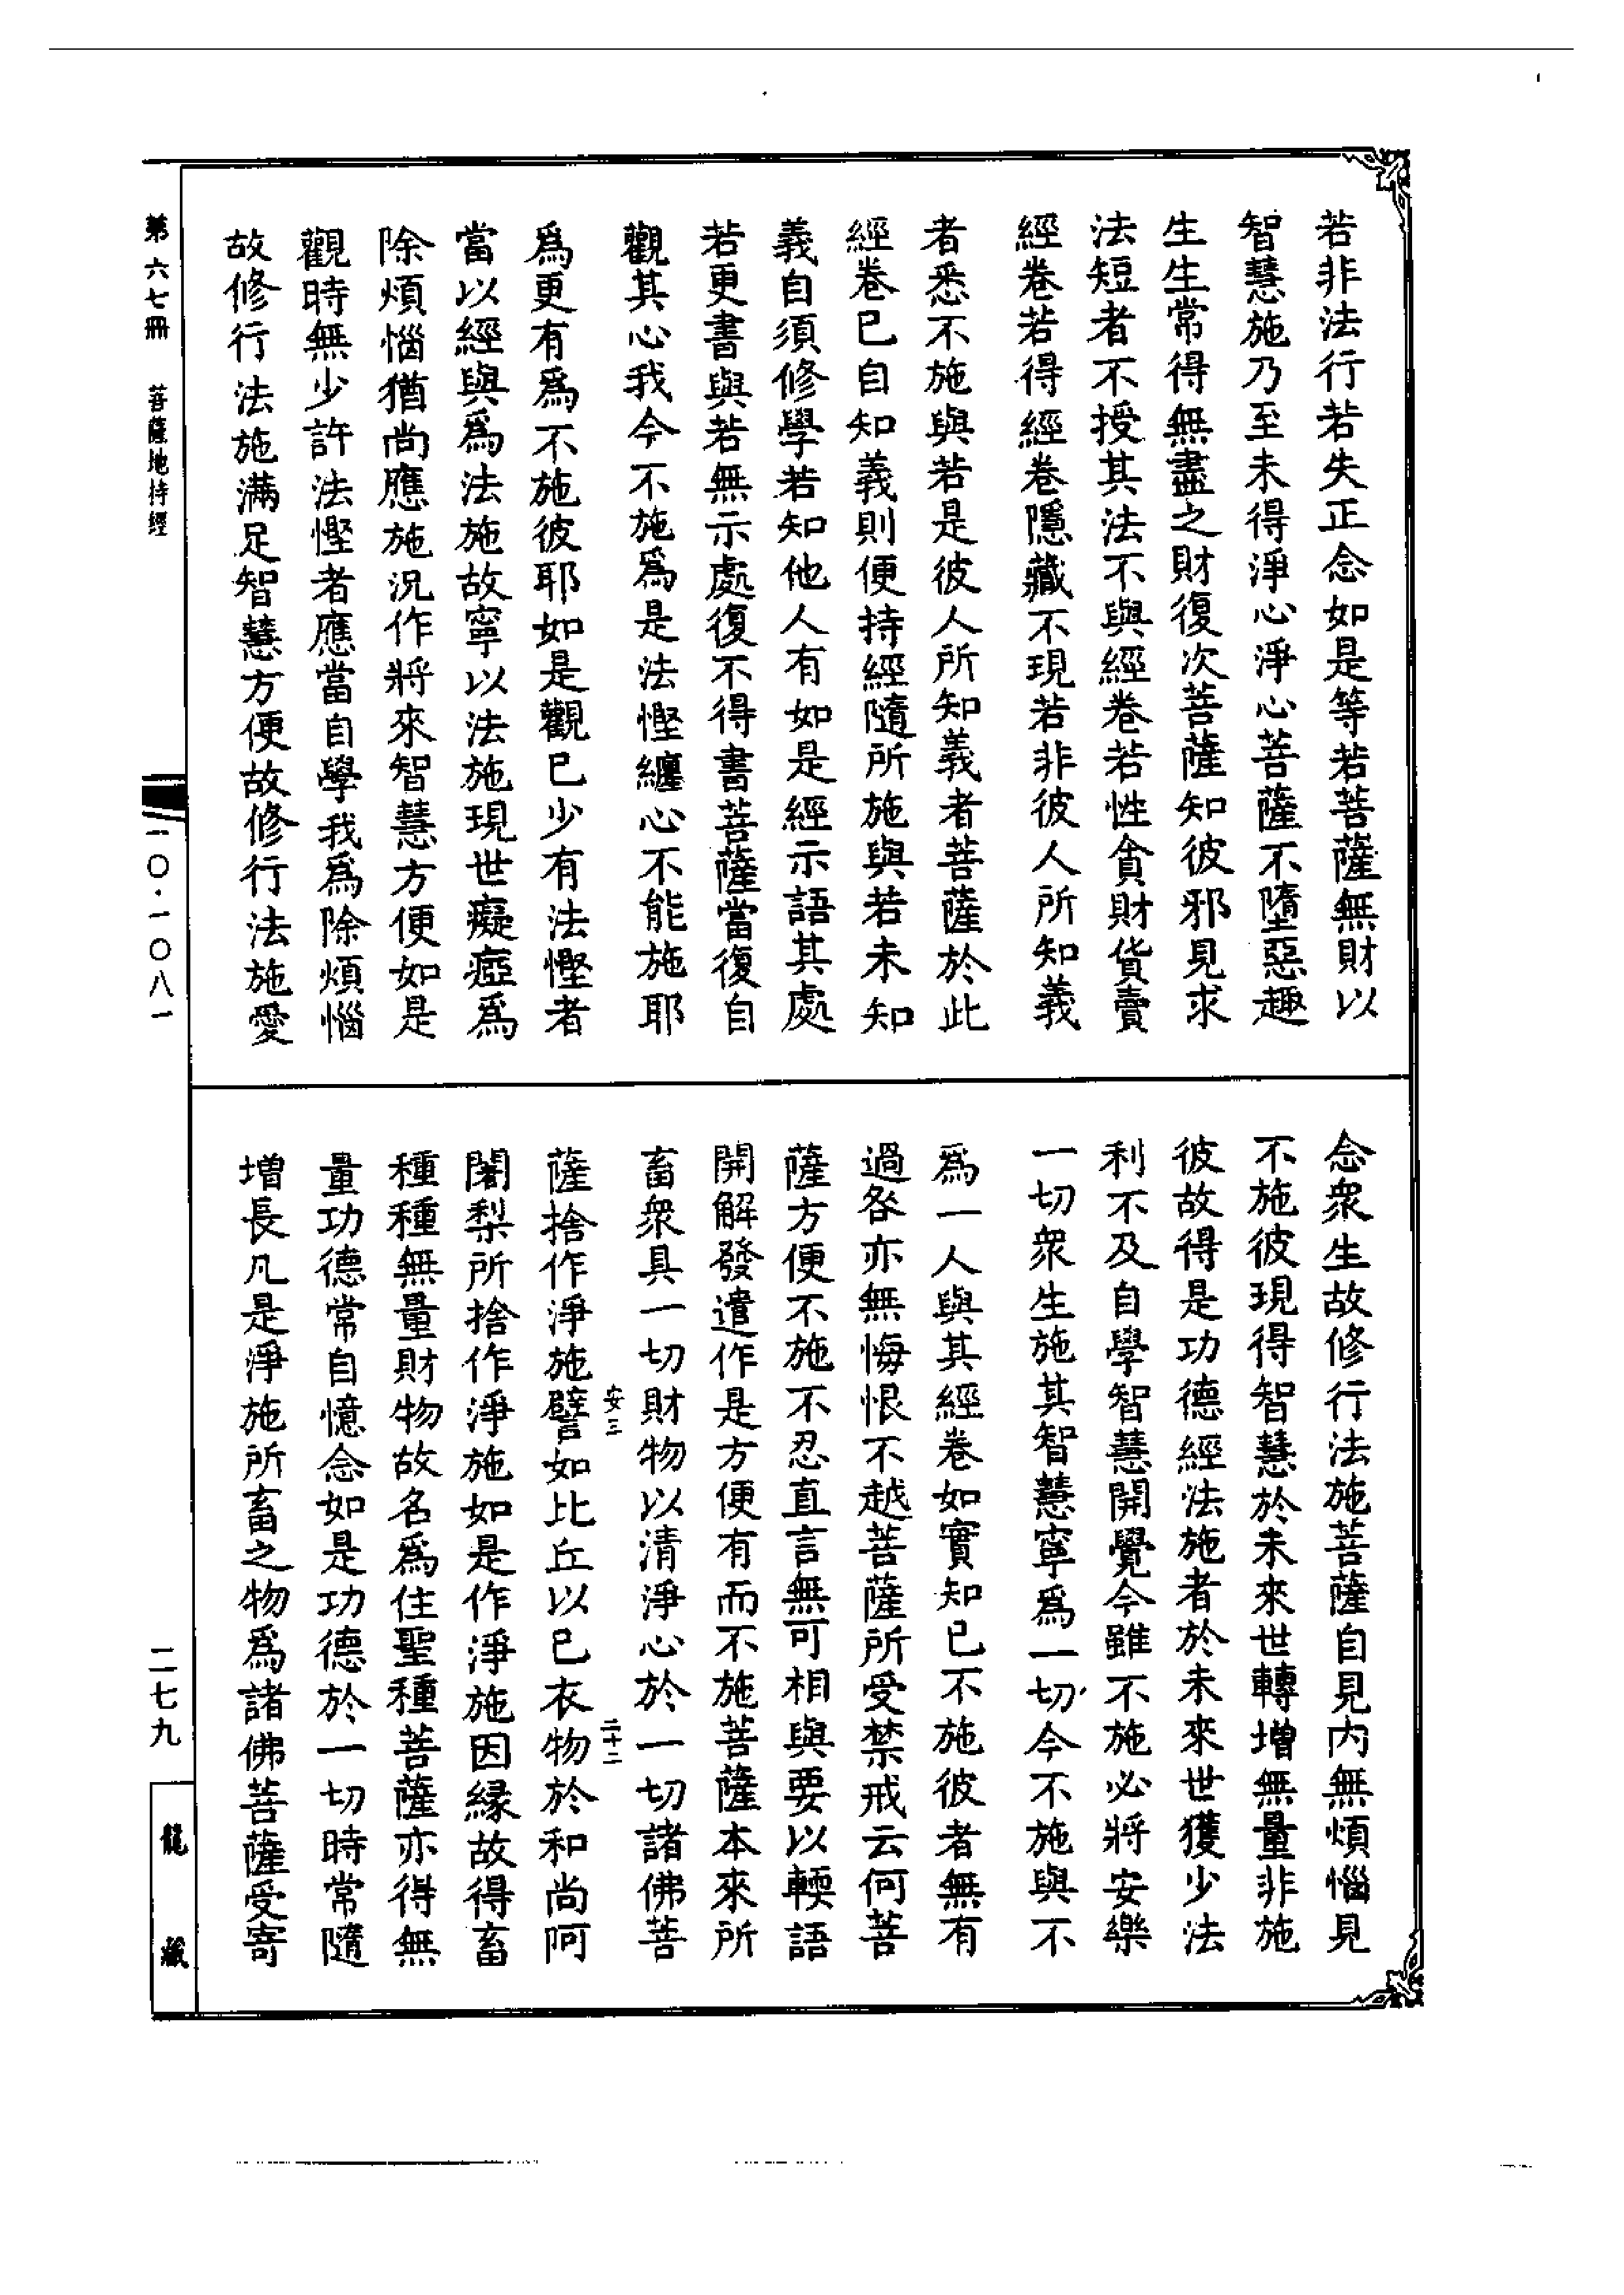 若非法行若失正念如是等若菩薩無財以
智慧施乃至未得淨心淨心菩薩不墮惡趣
生生常得無盡之財復次菩薩知彼邪見求
法短者不授其法不與經卷若性貪財貨賣
經卷若得經卷隱藏不現若非彼人所知義
者悉不施與若是彼人所知義者菩薩於此
經卷已自知義則便持經隨所施與若未知
義自須修學若知他人有如是經示語其處
若更書與若無示處復不得書菩薩當復自
觀其心我今不施為是法慳纏心不能施耶
為更有為不施彼耶如是觀已少有法慳者
當以經與為法施故寧以法施現世癡瘂為
除煩惱猶尚應施況作將來智慧方便如是
觀時無少許法慳者應當自學我為除煩惱
故修行法施滿足智慧方便故修行法施愛
念眾生故修行法施菩薩自見内無煩惱見
不施彼現得智慧於未來世轉增無量非施
彼故得是功德經法施者於未來世獲少法
利不及自學智慧開覺今雖不施必將安樂
一切眾生施其智慧寧為一切今不施與不
為一人與其經卷如實知已不施彼者無有
過咎亦無悔恨不越菩薩所受禁戒云何菩
薩方便不施不忍直言無可相與要以輭語
開解發遣作是方便有而不施菩薩本來所
畜眾具一切財物以清淨心於一切諸佛菩
薩捨作淨施譬如比丘以已衣物於和尚阿
闍梨所捨作淨施如是作淨施因緣故得畜
種種無量財物故名為住聖種菩薩亦得無
量功德常自憶念如是功德於一切時常隨
增長凡是淨施所畜之物為諸佛菩薩受寄
安三
二十二
第六七冊
菩薩地持經
一〇·一〇八一
二七九
龍藏